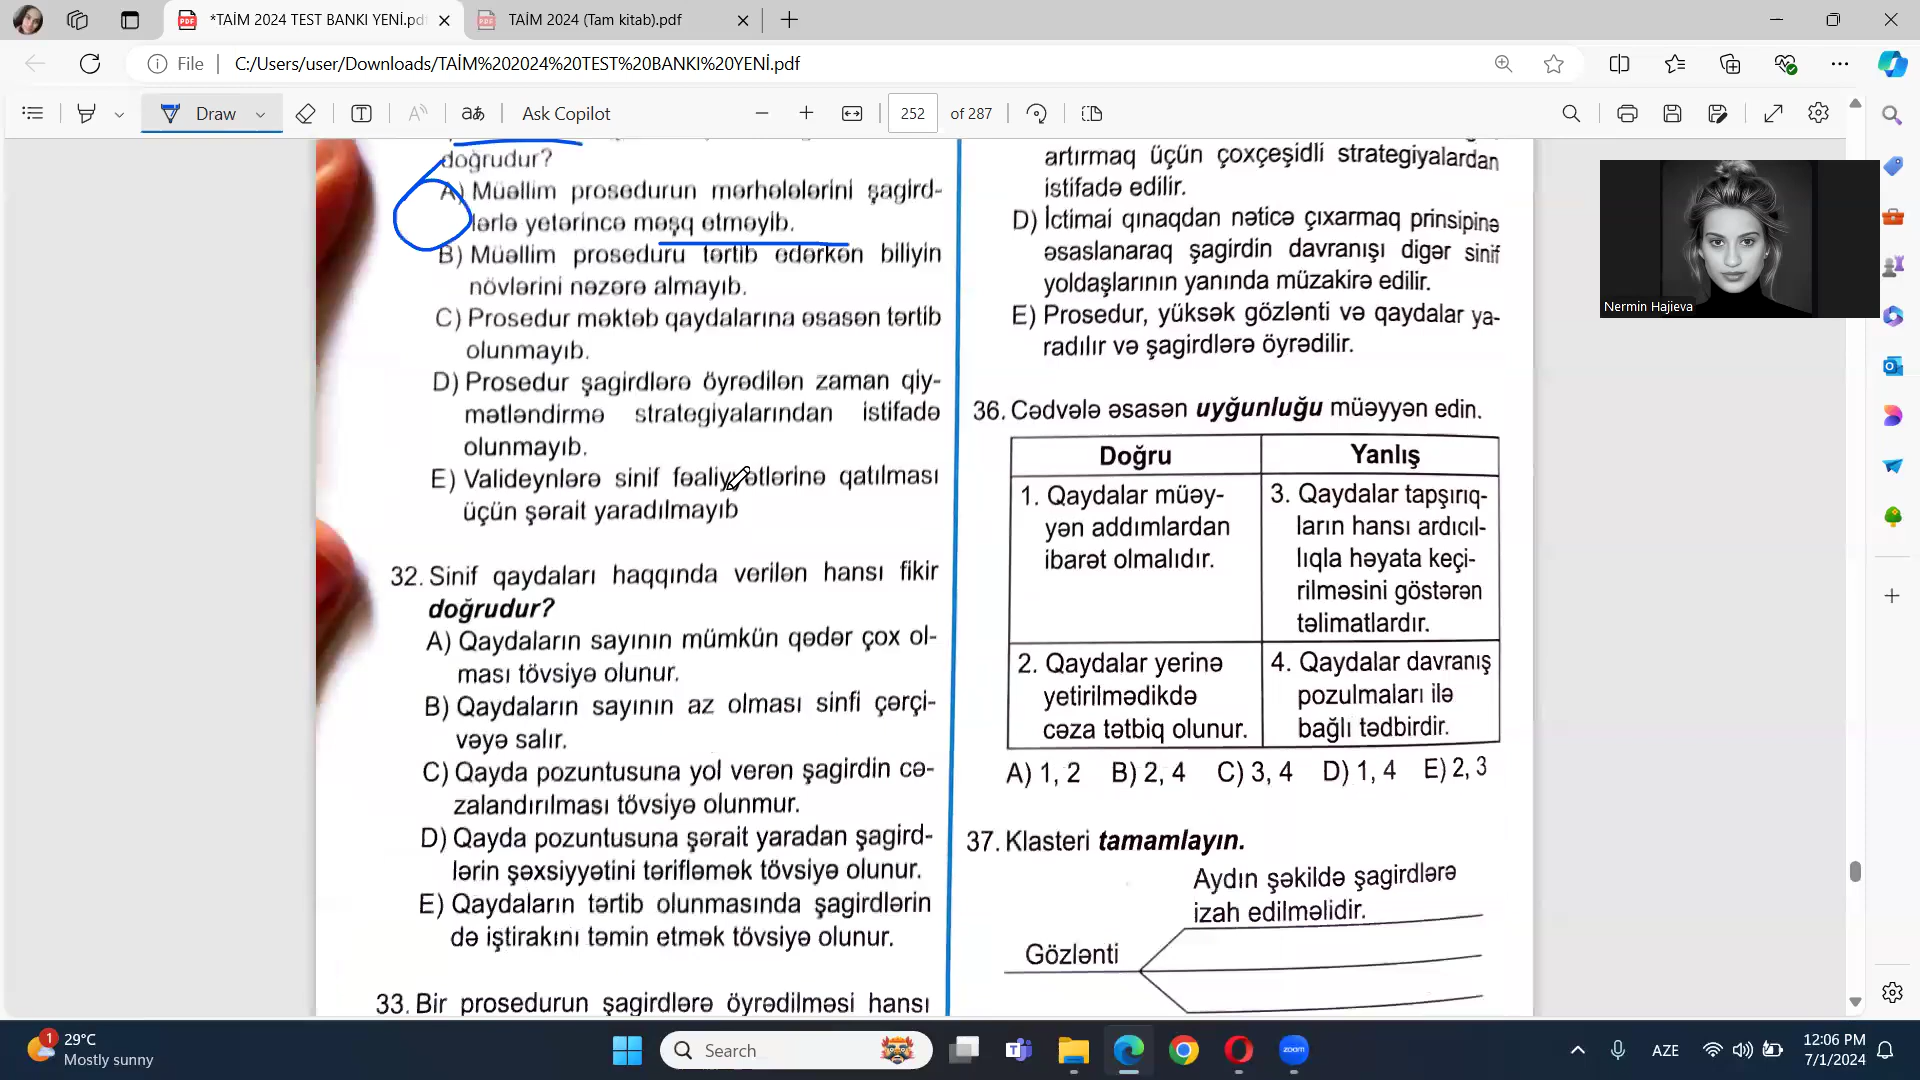 *TAİM 2024 TEST BANKI YENİ.pdf
TAİM 2024 (Tam kitab).pdf
File
C:/Users/user/Downloads/TAİM%202024%20TEST%20BANKI%20YENİ.pdf
Draw
Ask Copilot
252
of 287
doğrudur?
A) Müəllim prosedurun mərhələlərini şagird-
lərlə yetərincə məşq etməyib.
B) Müəllim proseduru tərtib edərkən biliyin
növlərini nəzərə almayıb.
C) Prosedur məktəb qaydalarına əsasən tərtib
olunmayıb.
D) Prosedur şagirdlərə öyrədilən zaman qiy-
mətləndirmə strategiyalarından istifadə
olunmayıb.
E) Valideynlərə sinif fəaliyyətlərinə qatılması
üçün şərait yaradılmayıb
32. Sinif qaydaları haqqında verilən hansı fikir
doğrudur?
A) Qaydaların sayının mümkün qədər çox ol-
ması tövsiyə olunur.
B) Qaydaların sayının az olması sinfi çərçi-
vəyə salır.
C) Qayda pozuntusuna yol verən şagirdin cə-
zalandırılması tövsiyə olunmur.
D) Qayda pozuntusuna şərait yaradan şagird-
lərin şəxsiyyətini tərifləmək tövsiyə olunur.
E) Qaydaların tərtib olunmasında şagirdlərin
də iştirakını təmin etmək tövsiyə olunur.
33. Bir prosedurun şagirdlərə öyrədilməsi hansı
artırmaq üçün çoxçeşidli strategiyalardan
istifadə edilir.
D) İctimai qınaqdan nəticə çıxarmaq prinsipinə
əsaslanaraq şagirdin davranışı digər sinif
yoldaşlarının yanında müzakirə edilir.
E) Prosedur, yüksək gözlənti və qaydalar ya-
radılır və şagirdlərə öyrədilir.
36. Cədvələ əsasən uyğunluğu müəyyən edin.
Doğru
Yanlış
1. Qaydalar müəy-
yən addımlardan
ibarət olmalıdır.
3. Qaydalar tapşırıq-
ların hansı ardıcıl-
lıqla həyata keçi-
rilməsini göstərən
təlimatlardır.
2. Qaydalar yerinə
yetirilmədikdə
cəza tətbiq olunur.
4. Qaydalar davranış
pozulmaları ilə
bağlı tədbirdir.
A) 1, 2 B) 2, 4 C) 3, 4 D) 1, 4 E) 2, 3
37. Klasteri tamamlayın.
Aydın şəkildə şagirdlərə
izah edilməlidir.
Gözlənti
Nermin Hajieva
1
29°C
Mostly sunny
Search
zoom
AZE
12:06 PM
7/1/2024